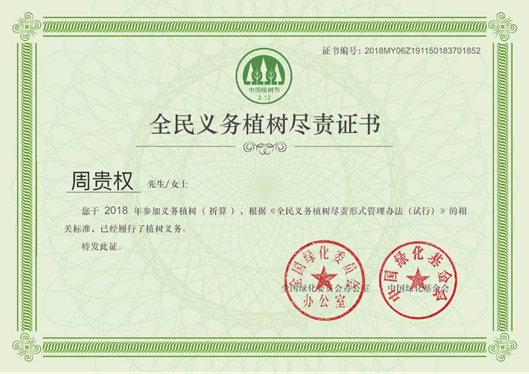 证书编号：2018MY06Z191150183701852
中国植树节
3.12
全民义务植树尽责证书
周贵权 先生/女士
您于 2018 年参加义务植树（折算），根据《全民义务植树尽责形式管理办法（试行）》的相
关标准，已经履行了植树义务。
特发此证。
全国绿化委员会
办公室
中国绿化基金会
全国绿化委员会办公室 中国绿化基金会